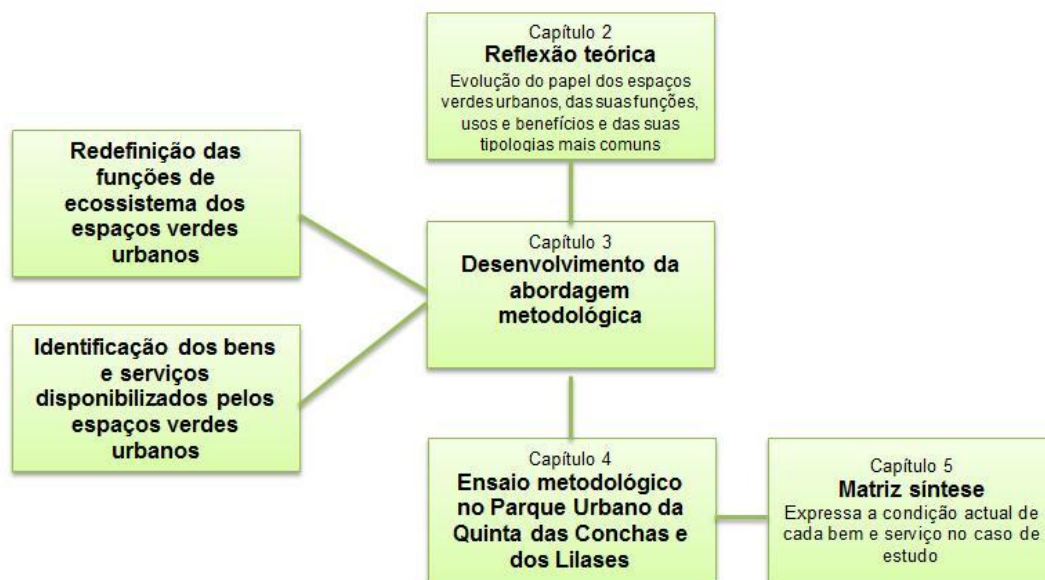 Capítulo 2
Reflexão teórica
Evolução do papel dos espaços
verdes urbanos, das suas funções,
usos e benefícios e das suas
tipologias mais comuns
Redefinição das
funções de
ecossistema dos
espaços verdes
urbanos
Capítulo 3
Desenvolvimento da
abordagem
metodológica
Identificação dos bens
e serviços
disponibilizados pelos
espaços verdes
urbanos
Capítulo 4
Ensaio metodológico
no Parque Urbano da
Quinta das Conchas e
dos Lilases
Capítulo 5
Matriz síntese
Expressa a condição actual de
cada bem e serviço no caso de
estudo